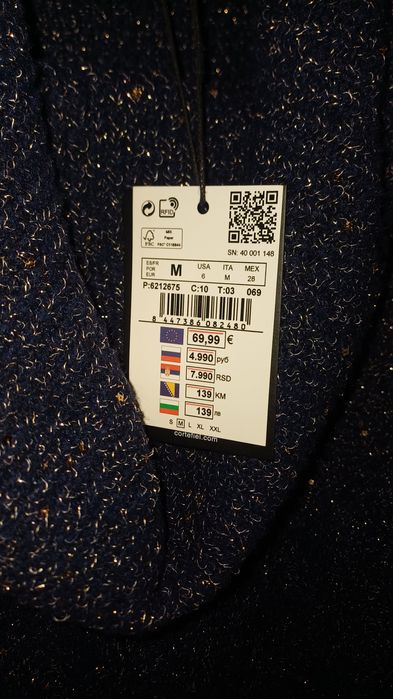 RFID
FSC
MIX
Paper
SN: 40 001 148
ES/FR
POR
EUR
M
USA
6
ITA
M
MEX
28
P:6212675 C:10 T:03 069
8 447386 082480
69,99 €
4.990 руб
7.990 RSD
139 KM
139 лв
S M L XL XXL
cortefiel.com